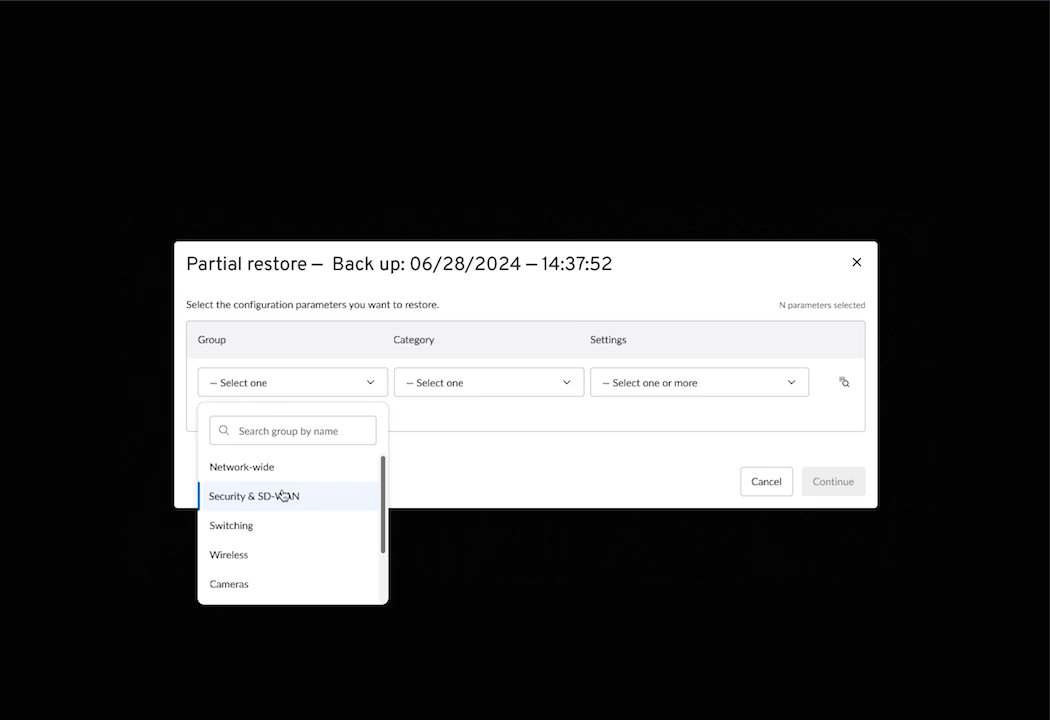 Partial restore — Back up: 06/28/2024 — 14:37:52
Select the configuration parameters you want to restore.
N parameters selected
Group Category Settings
— Select one
— Select one
— Select one or more
Search group by name
Network-wide
Security & SD-WAN
Switching
Wireless
Cameras
Cancel
Continue